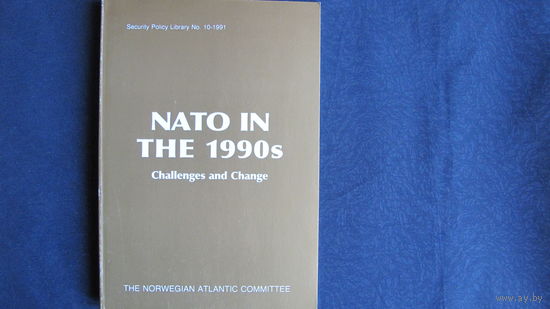 Security Policy Library No. 10-1991
NATO IN
THE 1990s
Challenges and Change
THE NORWEGIAN ATLANTIC COMMITTEE
www.ay.by